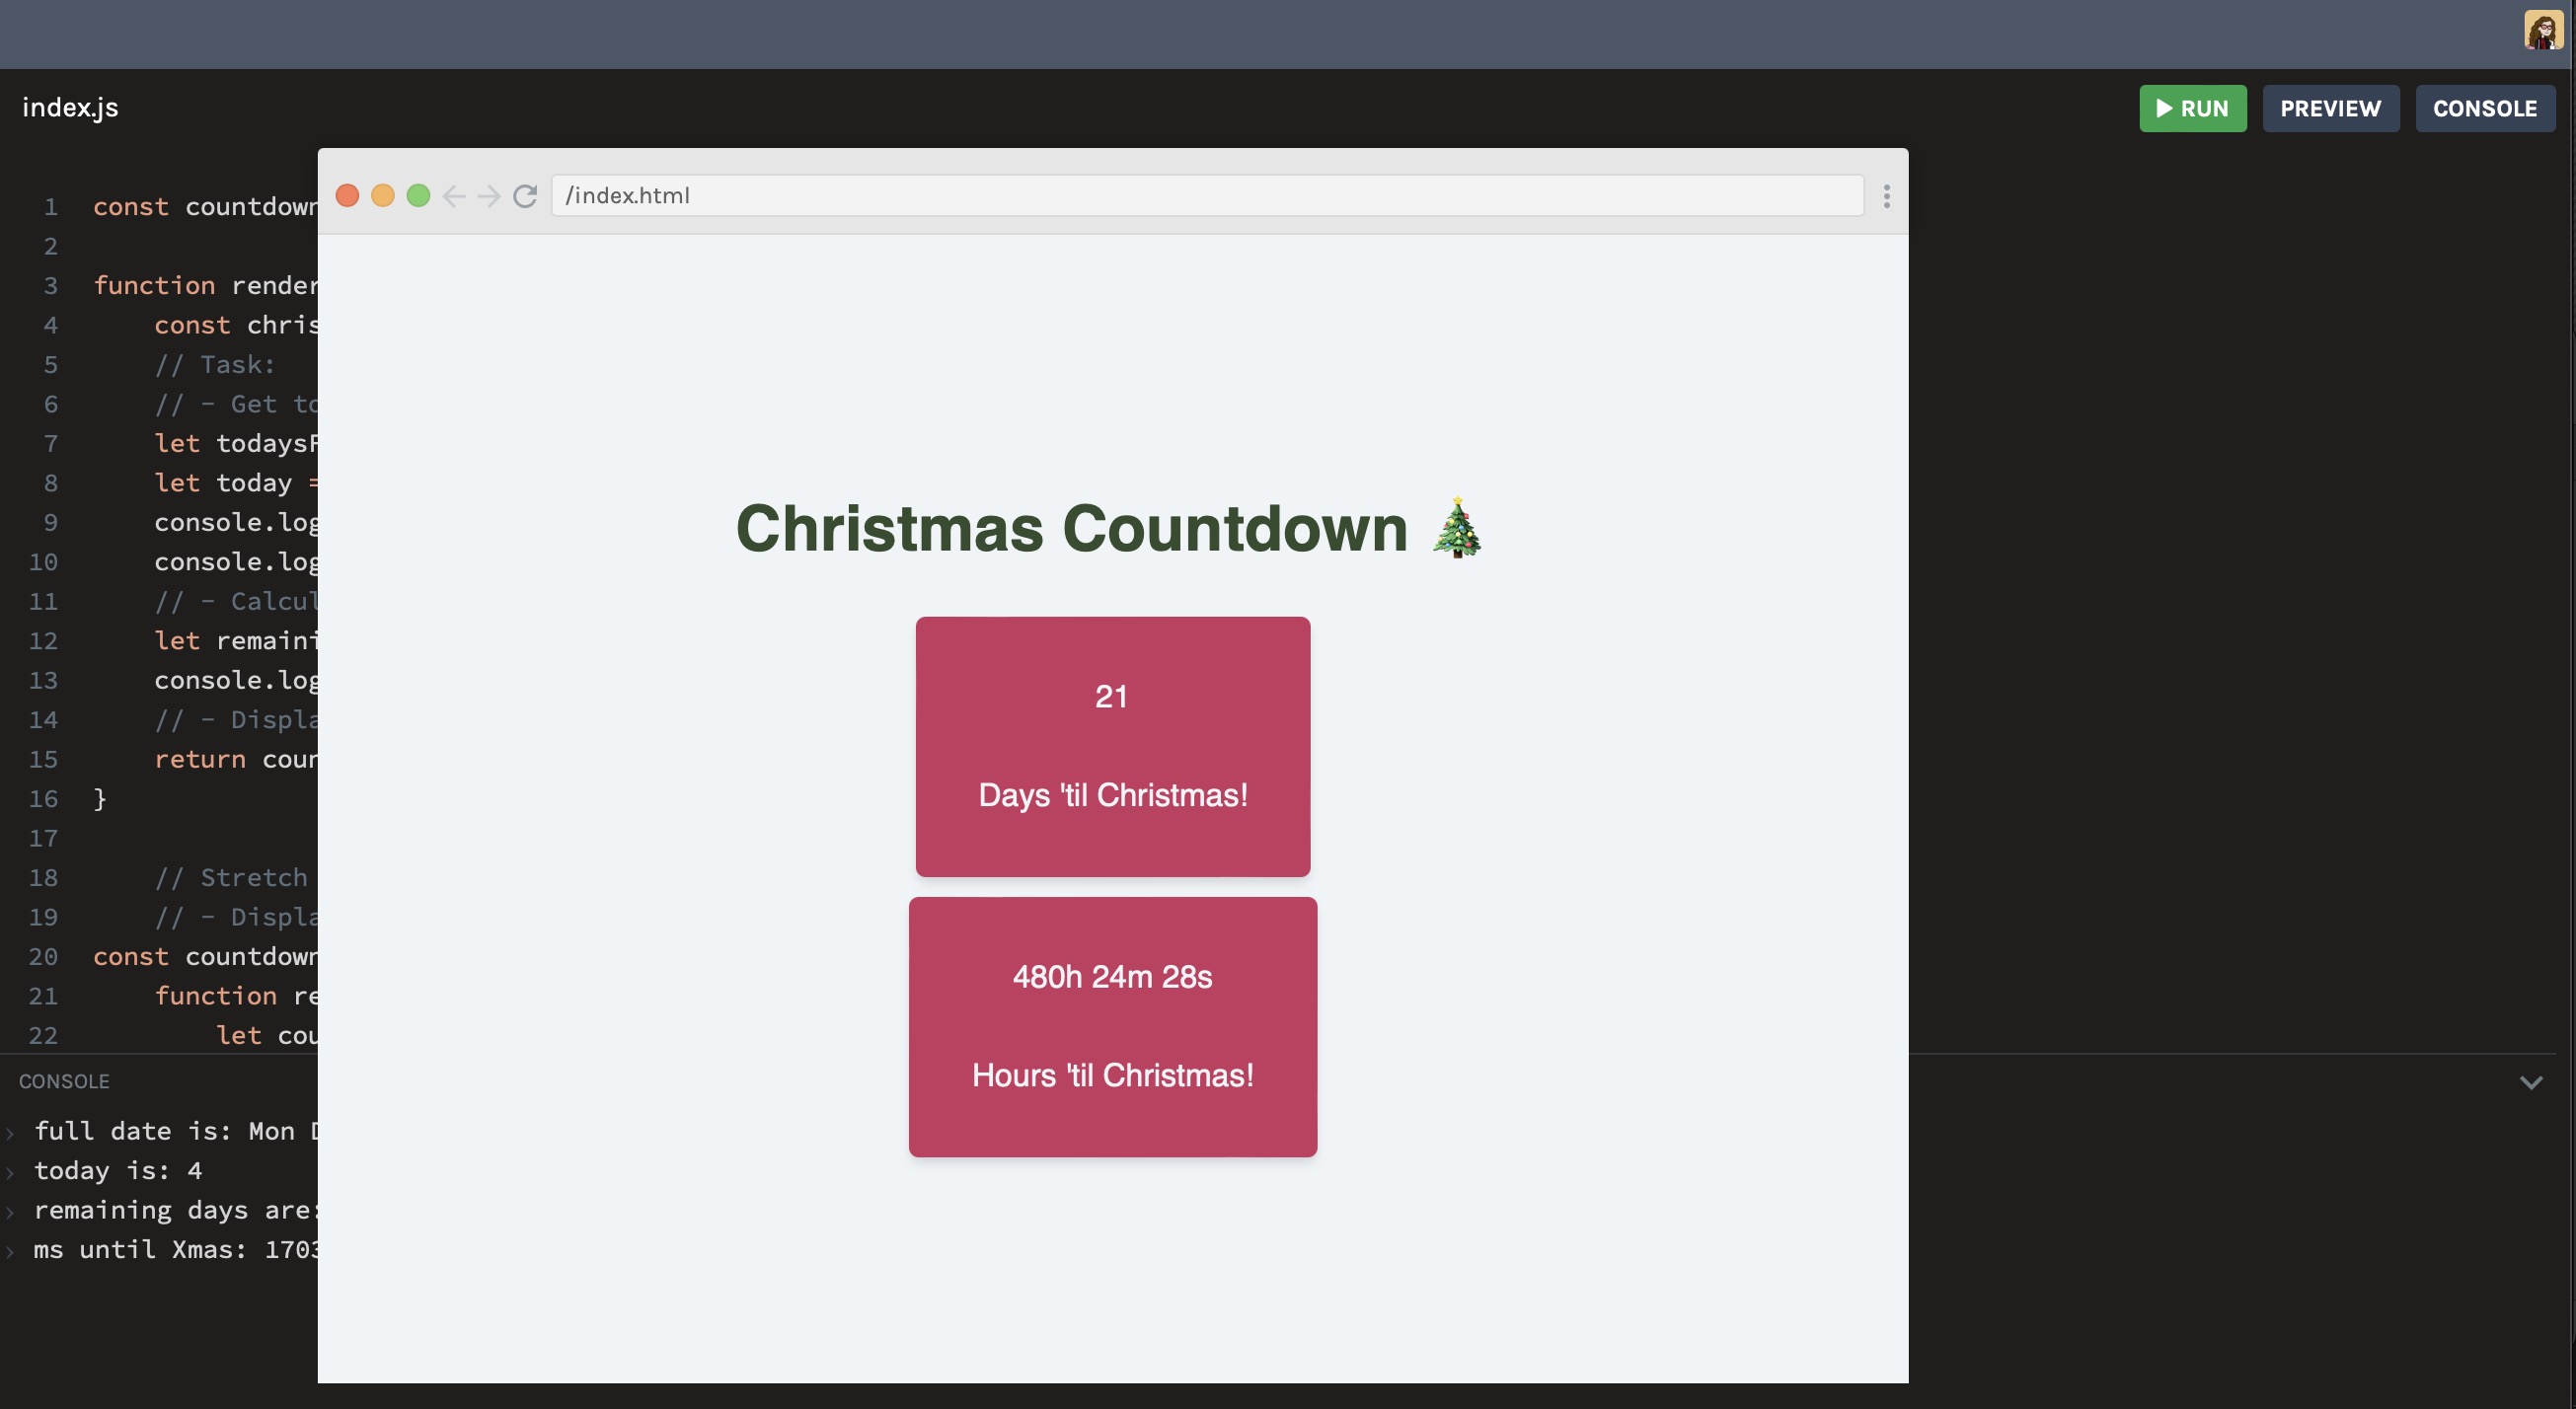 index.js
RUN PREVIEW CONSOLE
/index.html
1 const countdown
2
3 function render
4 const chris
5 // Task:
6 // - Get to
7 let todaysF
8 let today =
9 console.log
10 console.log
11 // - Calcul
12 let remaini
13 console.log
14 // - Displa
15 return cour
16 }
17
18 // Stretch
19 // - Displa
20 const countdown
21 function re
22 let cou
Christmas Countdown
21
Days 'til Christmas!
480h 24m 28s
Hours 'til Christmas!
CONSOLE
full date is: Mon D
today is: 4
remaining days are:
ms until Xmas: 1703